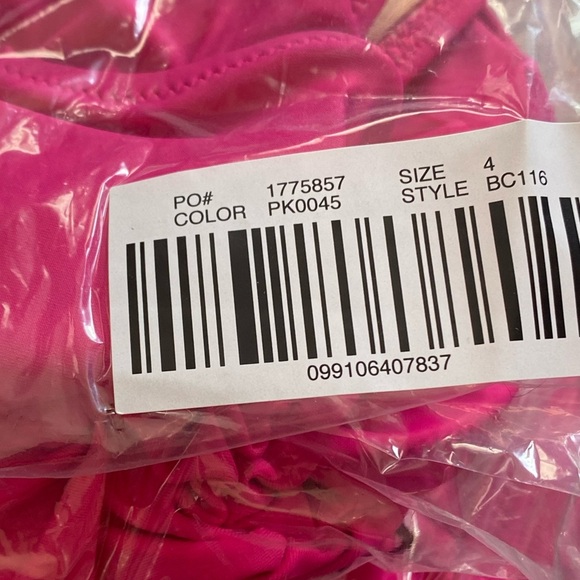 PO# 1775857 SIZE 4
COLOR PK0045 STYLE BC116
099106407837